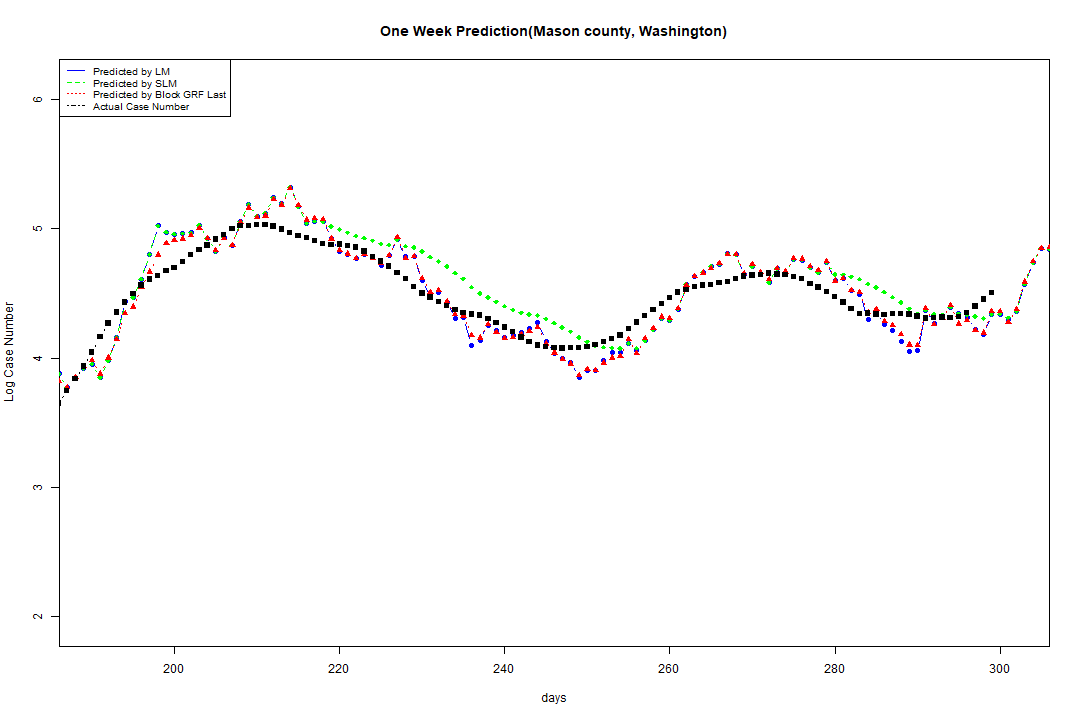 One Week Prediction(Mason county, Washington)
Predicted by LM
Predicted by SLM
Predicted by Block GRF Last
Actual Case Number
6
5
4
3
2
Log Case Number
200 220 240 260 280 300
days